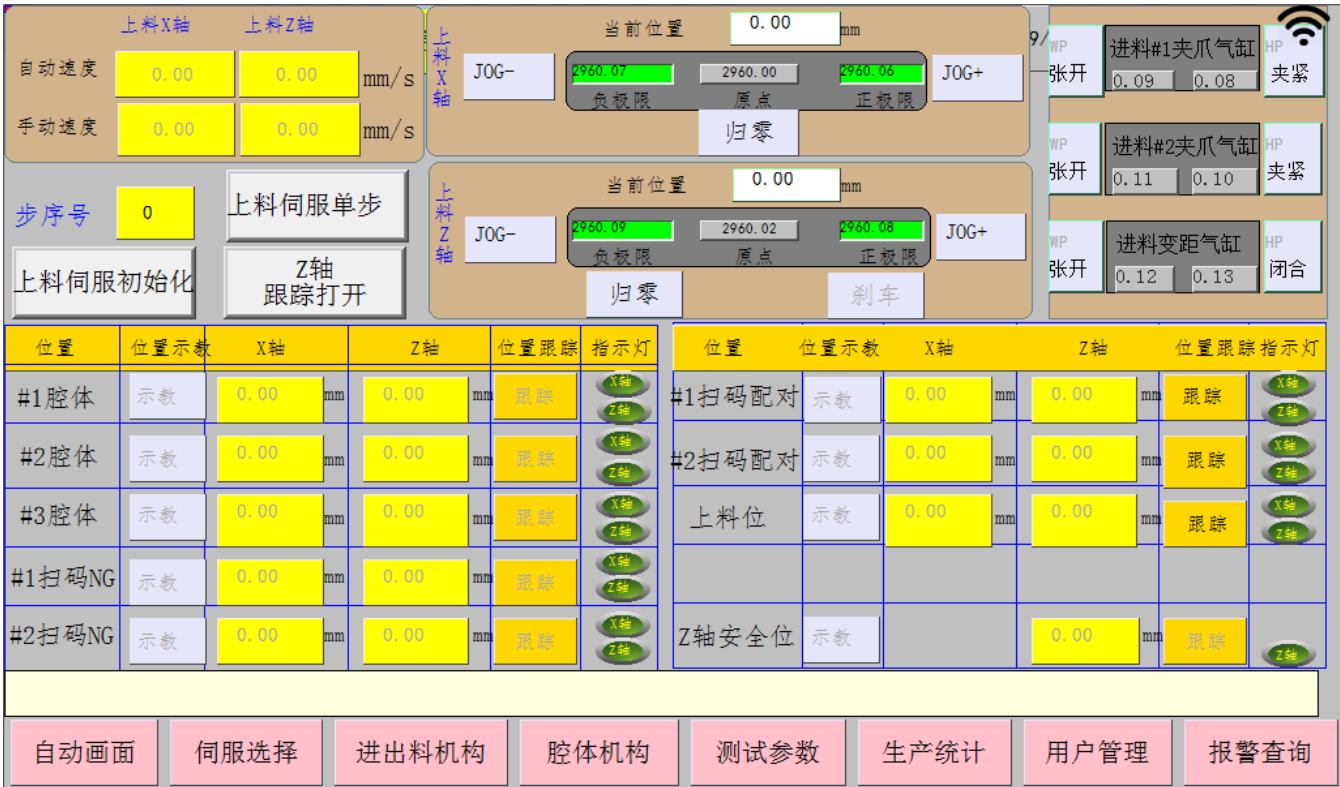 上料X轴 上料Z轴
自动速度 0.00 0.00 mm/s
手动速度 0.00 0.00 mm/s
步序号 0 上料伺服单步
上料伺服初始化 Z轴
跟踪打开
上料X轴
当前位置 0.00 mm
JOG- 2960.07 2960.00 2960.06 JOG+
负极限 原点 正极限
归零
上料Z轴
当前位置 0.00 mm
JOG- 2960.09 2960.02 2960.08 JOG+
负极限 原点 正极限
归零 刹车
9/
WP 进料#1夹爪气缸 HP
张开 0.09 0.08 夹紧
WP 进料#2夹爪气缸 HP
张开 0.11 0.10 夹紧
WP 进料变距气缸 HP
张开 0.12 0.13 闭合
位置 位置示教 X轴 Z轴 位置跟踪 指示灯
#1腔体 示教 0.00 mm 0.00 mm 跟踪 X轴 Z轴
#2腔体 示教 0.00 mm 0.00 mm 跟踪 X轴 Z轴
#3腔体 示教 0.00 mm 0.00 mm 跟踪 X轴 Z轴
#1扫码NG 示教 0.00 mm 0.00 mm 跟踪 X轴 Z轴
#2扫码NG 示教 0.00 mm 0.00 mm 跟踪 X轴 Z轴
位置 位置示教 X轴 Z轴 位置跟踪 指示灯
#1扫码配对 示教 0.00 mm 0.00 mm 跟踪 X轴 Z轴
#2扫码配对 示教 0.00 mm 0.00 mm 跟踪 X轴 Z轴
上料位 示教 0.00 mm 0.00 mm 跟踪 X轴 Z轴
Z轴安全位 示教 0.00 mm 跟踪 Z轴
自动画面 伺服选择 进出料机构 腔体机构 测试参数 生产统计 用户管理 报警查询